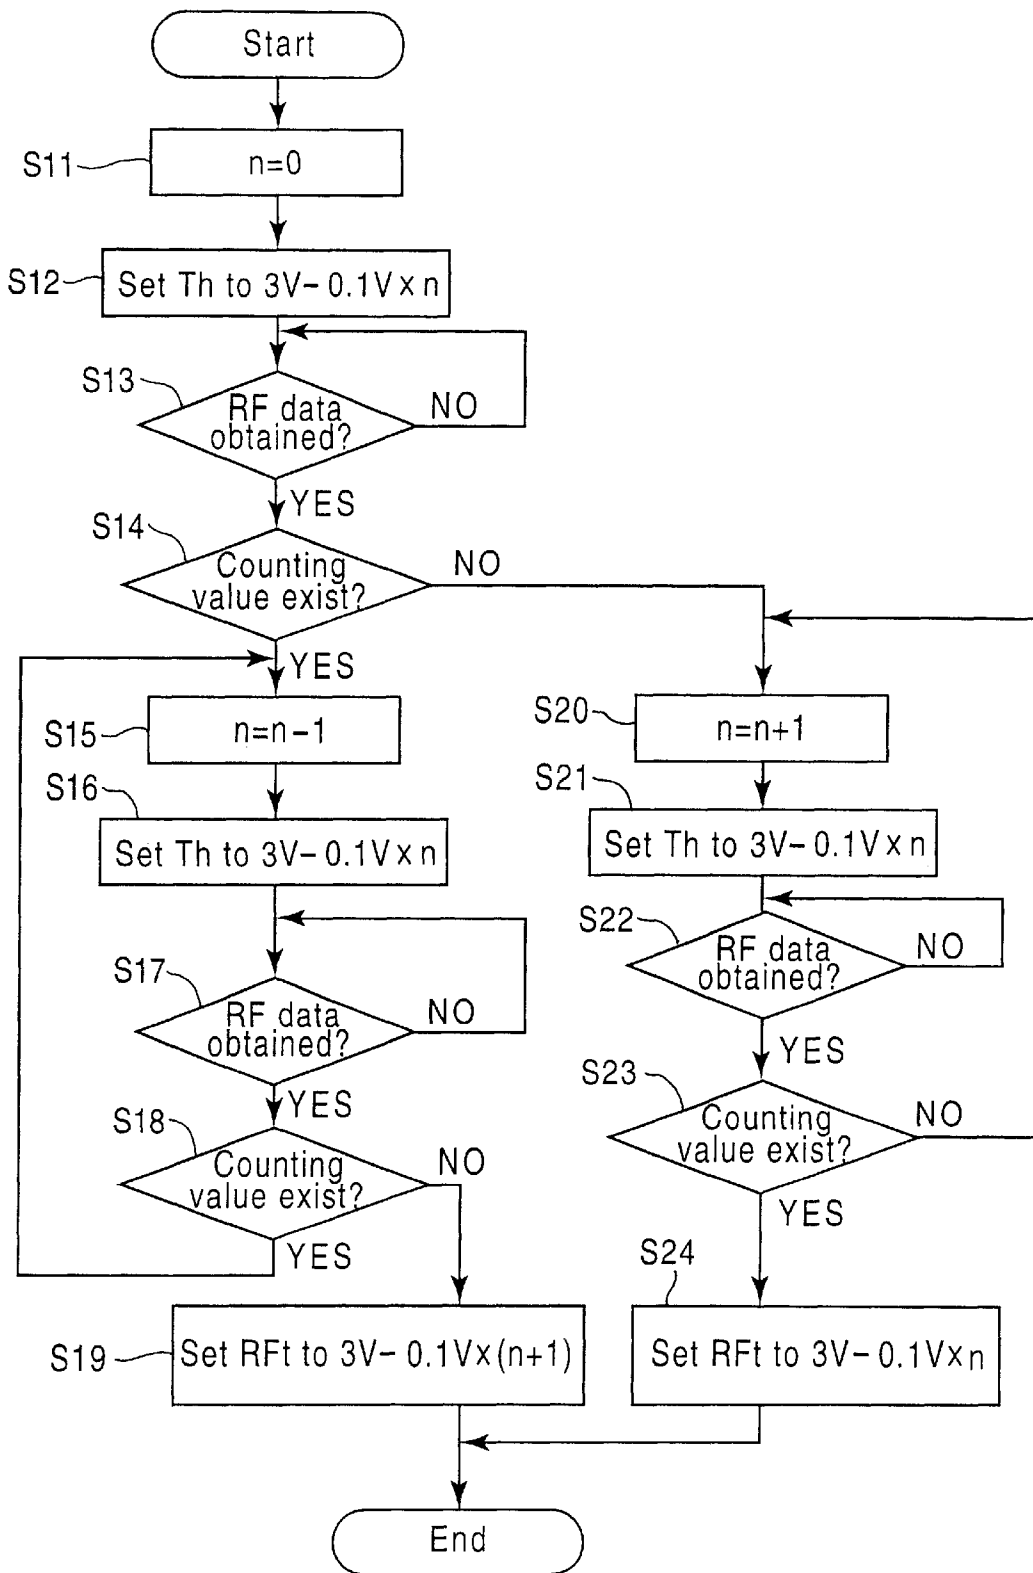 Start
S11
n=0
S12
Set Th to 3V−0.1V×n
S13
RF data
obtained?
NO
YES
S14
Counting
value exist?
NO
YES
S15
n=n−1
S16
Set Th to 3V−0.1V×n
S17
RF data
obtained?
NO
YES
S18
Counting
value exist?
NO
YES
S19
Set RFt to 3V−0.1V×(n+1)
S20
n=n+1
S21
Set Th to 3V−0.1V×n
S22
RF data
obtained?
NO
YES
S23
Counting
value exist?
NO
YES
S24
Set RFt to 3V−0.1V×n
End